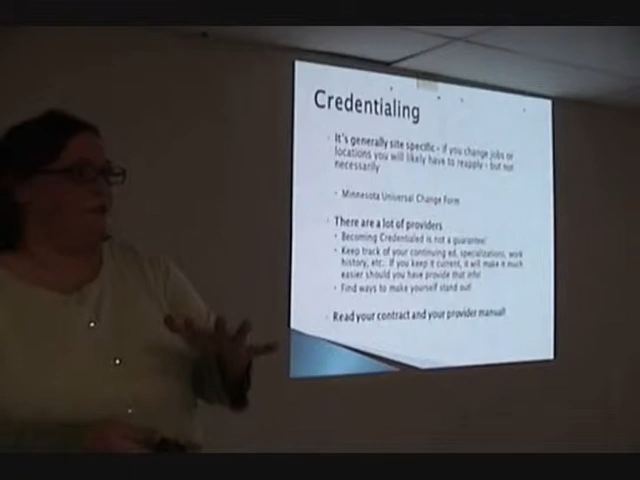 Credentialing
It's generally site specific – if you change jobs or
locations you will likely have to reapply – but not
necessarily
Minnesota Universal Change Form
There are a lot of providers
Becoming Credentialed is not a guarantee!
Keep track of your continuing ed, specializations, work
history, etc. If you keep it current, it will make it much
easier should you have provide that info!
Find ways to make yourself stand out!
Read your contract and your provider manual!